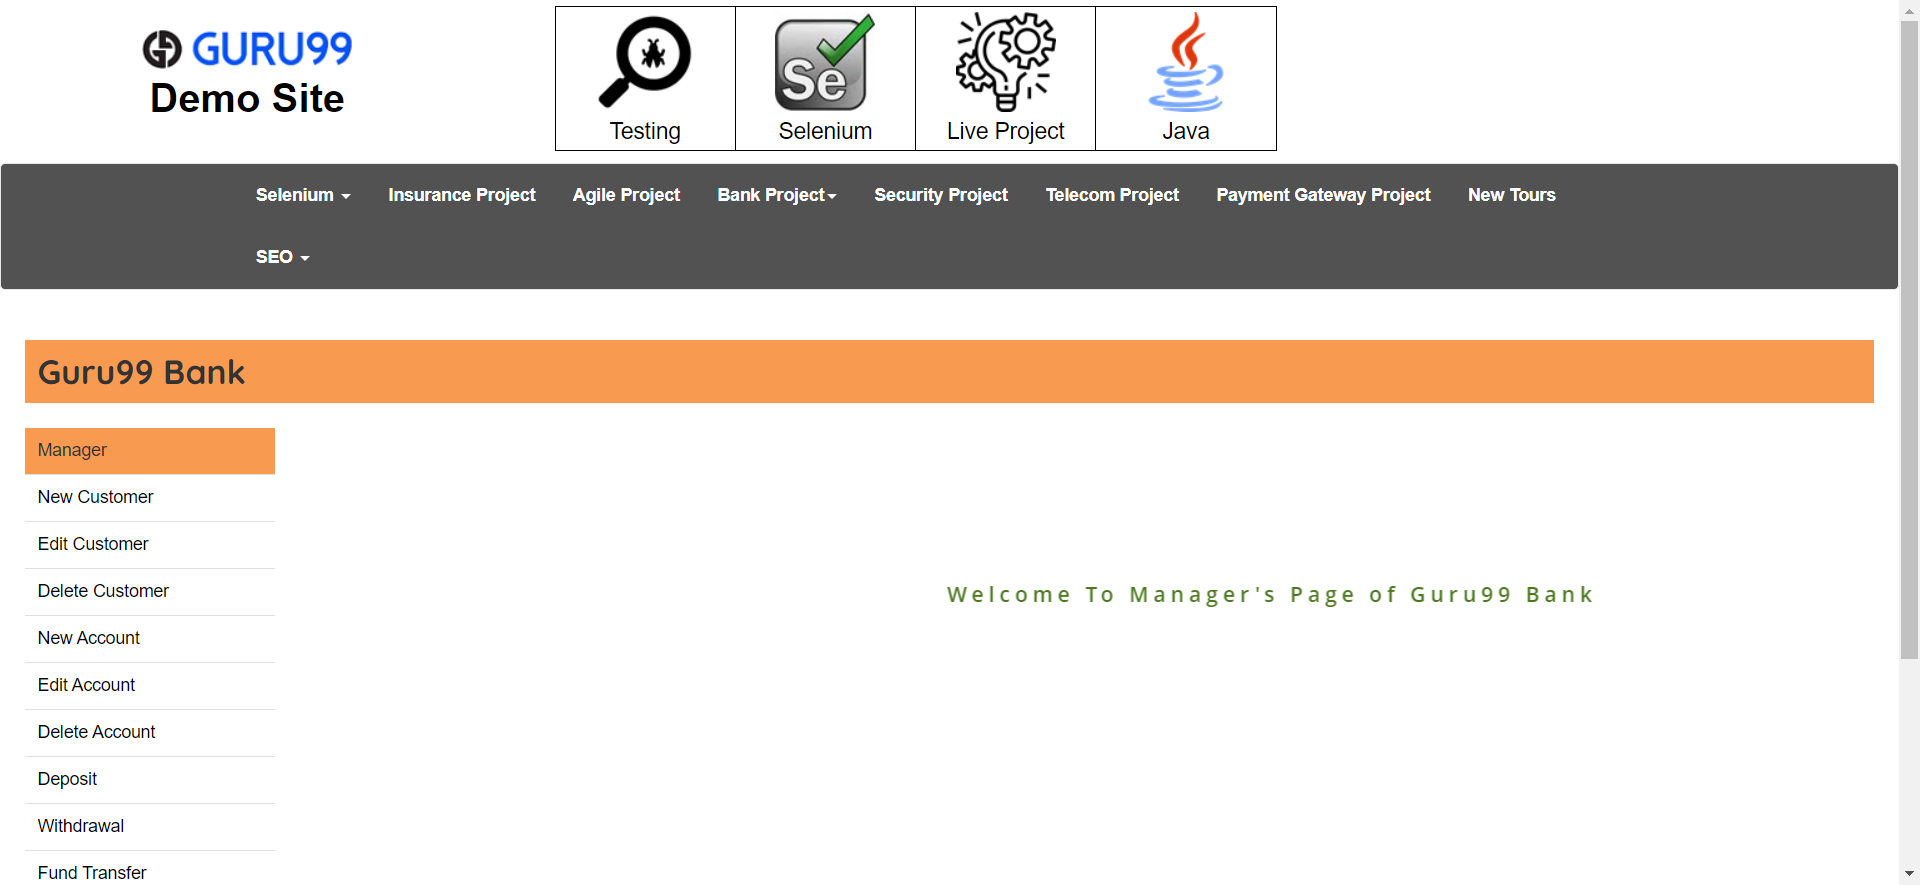 GURU99
Demo Site
Testing
Se
Selenium
Live Project
Java
Selenium
Insurance Project
Agile Project
Bank Project
Security Project
Telecom Project
Payment Gateway Project
New Tours
SEO
Guru99 Bank
Manager
New Customer
Edit Customer
Delete Customer
New Account
Edit Account
Delete Account
Deposit
Withdrawal
Fund Transfer
Welcome To Manager's Page of Guru99 Bank